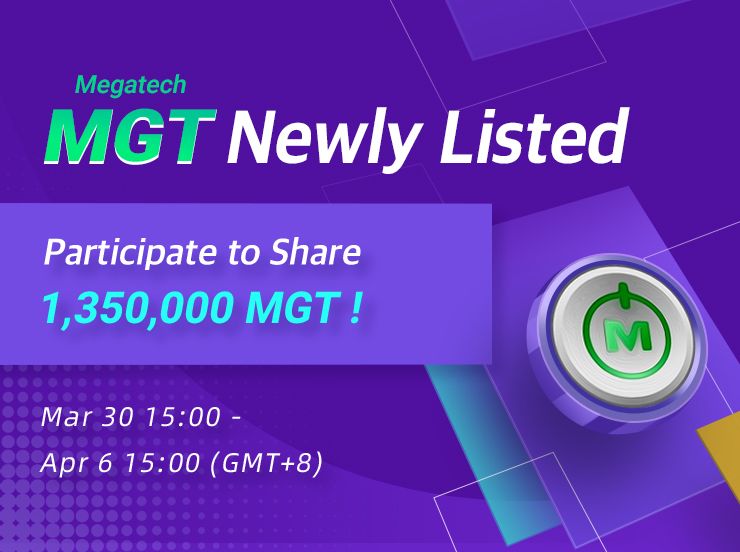 Megatech
MGT Newly Listed
Participate to Share
1,350,000 MGT !
M
Mar 30 15:00 -
Apr 6 15:00 (GMT+8)